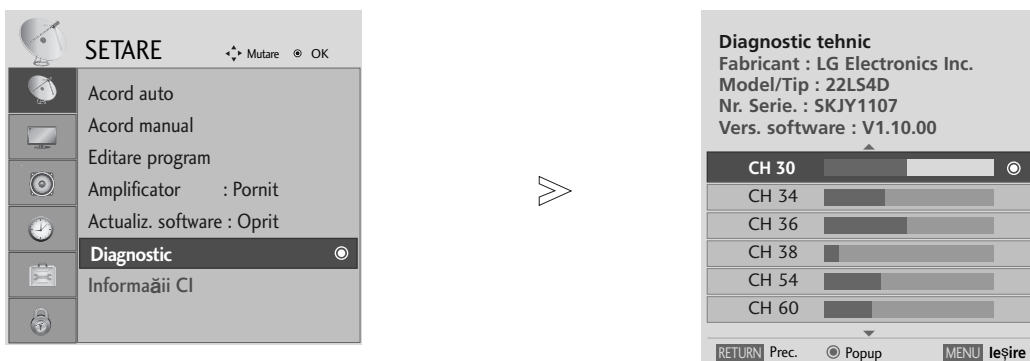 SETARE
Mutare OK
Acord auto
Acord manual
Editare program
Amplificator : Pornit
Actualiz. software : Oprit
Diagnostic
Informaăii CI
Diagnostic tehnic
Fabricant : LG Electronics Inc.
Model/Tip : 22LS4D
Nr. Serie. : SKJY1107
Vers. software : V1.10.00
CH 30
CH 34
CH 36
CH 38
CH 54
CH 60
RETURN Prec. Popup MENU Ieşire